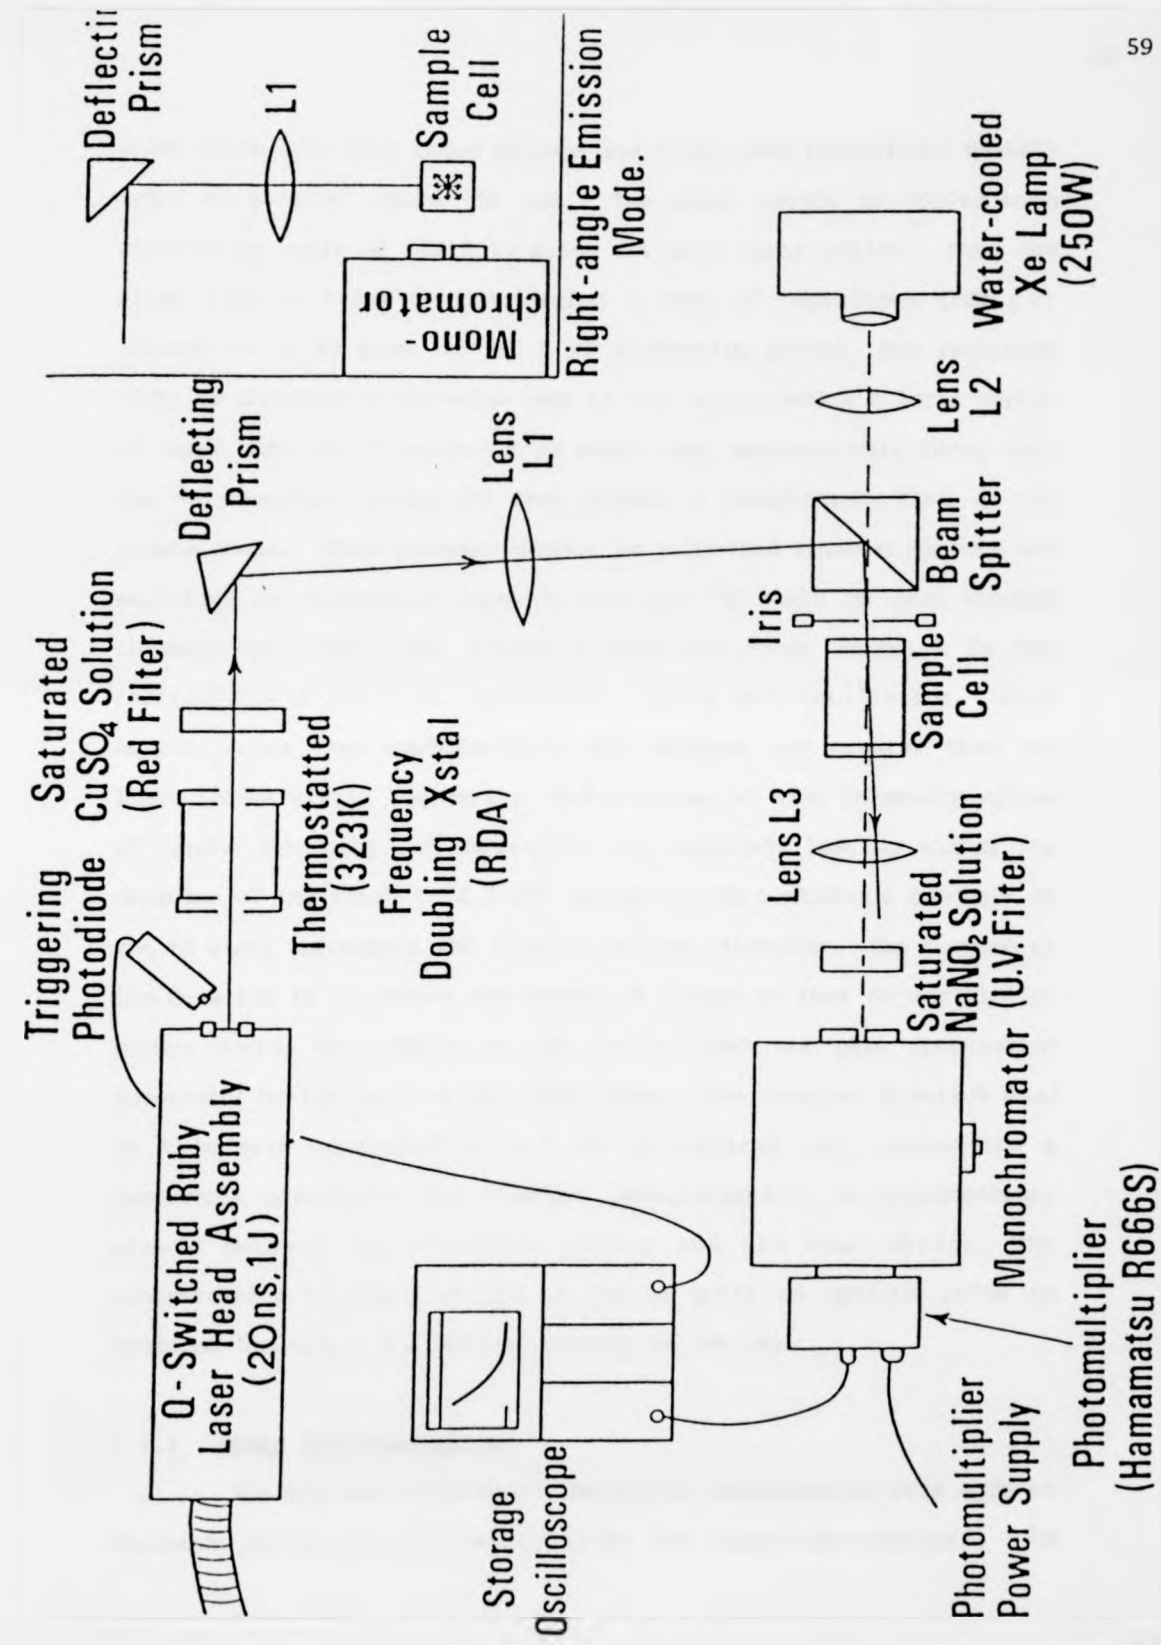 59
Triggering
Photodiode
Saturated
CuSO4 Solution
(Red Filter)
Deflecting
Prism
Deflecti
Prism
L1
Sample
Cell
Mono-
chromator
Right-angle Emission
Mode.
Q-Switched Ruby
Laser Head Assembly
(20ns,1J)
Thermostatted
(323K)
Frequency
Doubling Xstal
(RDA)
Lens
L1
Storage
Oscilloscope
Iris
Lens L3
Sample
Cell
Beam
Spitter
Lens
L2
Water-cooled
Xe Lamp
(250W)
Saturated
NaNO2 Soluuion
(U.V.Filter)
Monochromator
Photomultiplier
Power Supply
Photomultiplier
(Hamamatsu R666S)